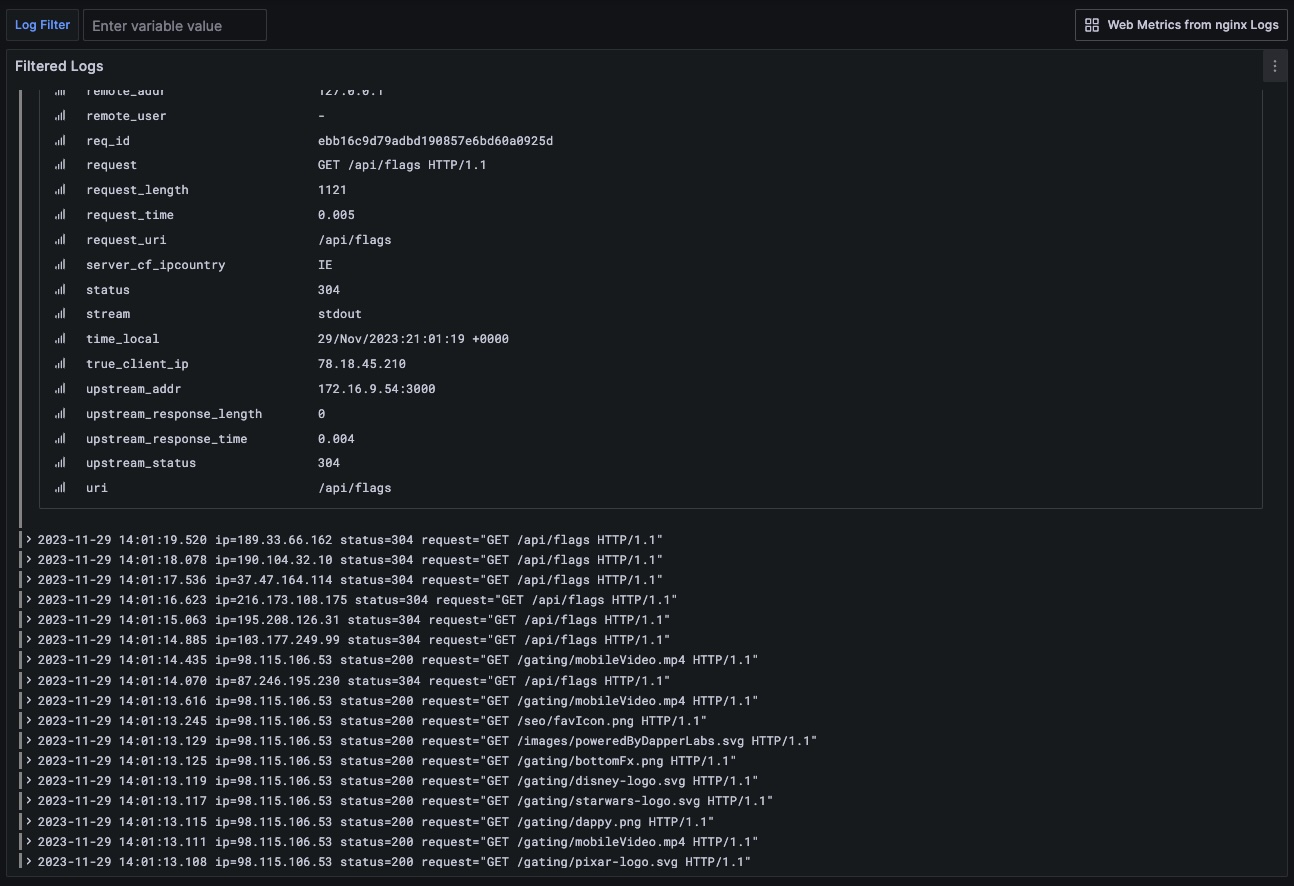 Log Filter Enter variable value Web Metrics from nginx Logs
Filtered Logs
remote_addr 127.0.0.1
remote_user -
req_id ebb16c9d79adbd190857e6bd60a0925d
request GET /api/flags HTTP/1.1
request_length 1121
request_time 0.005
request_uri /api/flags
server_cf_ipcountry IE
status 304
stream stdout
time_local 29/Nov/2023:21:01:19 +0000
true_client_ip 78.18.45.210
upstream_addr 172.16.9.54:3000
upstream_response_length 0
upstream_response_time 0.004
upstream_status 304
uri /api/flags
2023-11-29 14:01:19.520 ip=189.33.66.162 status=304 request="GET /api/flags HTTP/1.1"
2023-11-29 14:01:18.078 ip=190.104.32.10 status=304 request="GET /api/flags HTTP/1.1"
2023-11-29 14:01:17.536 ip=37.47.164.114 status=304 request="GET /api/flags HTTP/1.1"
2023-11-29 14:01:16.623 ip=216.173.108.175 status=304 request="GET /api/flags HTTP/1.1"
2023-11-29 14:01:15.063 ip=195.208.126.31 status=304 request="GET /api/flags HTTP/1.1"
2023-11-29 14:01:14.885 ip=103.177.249.99 status=304 request="GET /api/flags HTTP/1.1"
2023-11-29 14:01:14.435 ip=98.115.106.53 status=200 request="GET /gating/mobileVideo.mp4 HTTP/1.1"
2023-11-29 14:01:14.070 ip=87.246.195.230 status=304 request="GET /api/flags HTTP/1.1"
2023-11-29 14:01:13.616 ip=98.115.106.53 status=200 request="GET /gating/mobileVideo.mp4 HTTP/1.1"
2023-11-29 14:01:13.245 ip=98.115.106.53 status=200 request="GET /seo/favIcon.png HTTP/1.1"
2023-11-29 14:01:13.129 ip=98.115.106.53 status=200 request="GET /images/poweredByDapperLabs.svg HTTP/1.1"
2023-11-29 14:01:13.125 ip=98.115.106.53 status=200 request="GET /gating/bottomFx.png HTTP/1.1"
2023-11-29 14:01:13.119 ip=98.115.106.53 status=200 request="GET /gating/disney-logo.svg HTTP/1.1"
2023-11-29 14:01:13.117 ip=98.115.106.53 status=200 request="GET /gating/starwars-logo.svg HTTP/1.1"
2023-11-29 14:01:13.115 ip=98.115.106.53 status=200 request="GET /gating/dappy.png HTTP/1.1"
2023-11-29 14:01:13.111 ip=98.115.106.53 status=200 request="GET /gating/mobileVideo.mp4 HTTP/1.1"
2023-11-29 14:01:13.108 ip=98.115.106.53 status=200 request="GET /gating/pixar-logo.svg HTTP/1.1"